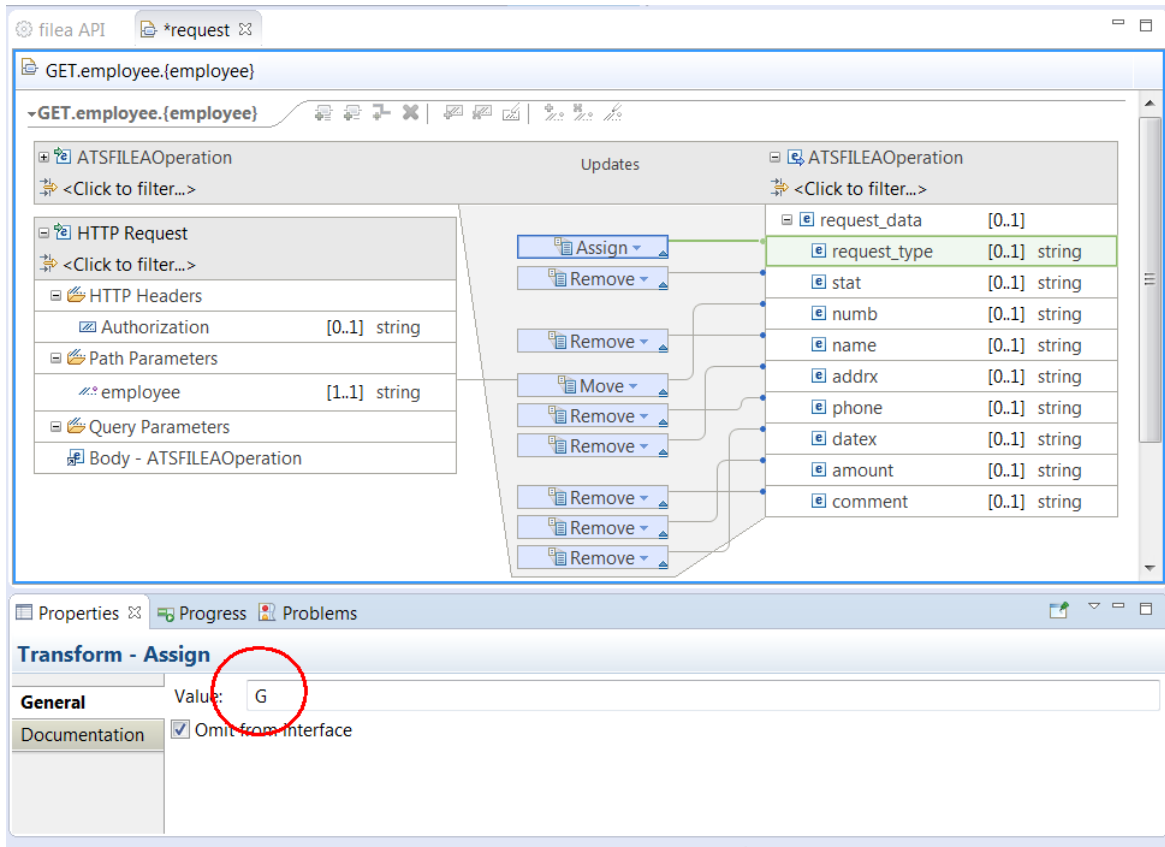 filea API *request
GET.employee.{employee}
GET.employee.{employee}
ATSFILEAOperation Updates ATSFILEAOperation
<Click to filter...> <Click to filter...>
HTTP Request request_data [0..1]
Assign request_type [0..1] string
<Click to filter...>
Remove stat [0..1] string
HTTP Headers
numb [0..1] string
Authorization [0..1] string
Remove name [0..1] string
Path Parameters
addrx [0..1] string
employee [1..1] string Move
Remove phone [0..1] string
Query Parameters
Remove datex [0..1] string
Body - ATSFILEAOperation
amount [0..1] string
Remove comment [0..1] string
Remove
Remove
Properties Progress Problems
Transform - Assign
General Value: G
Documentation Omit from interface